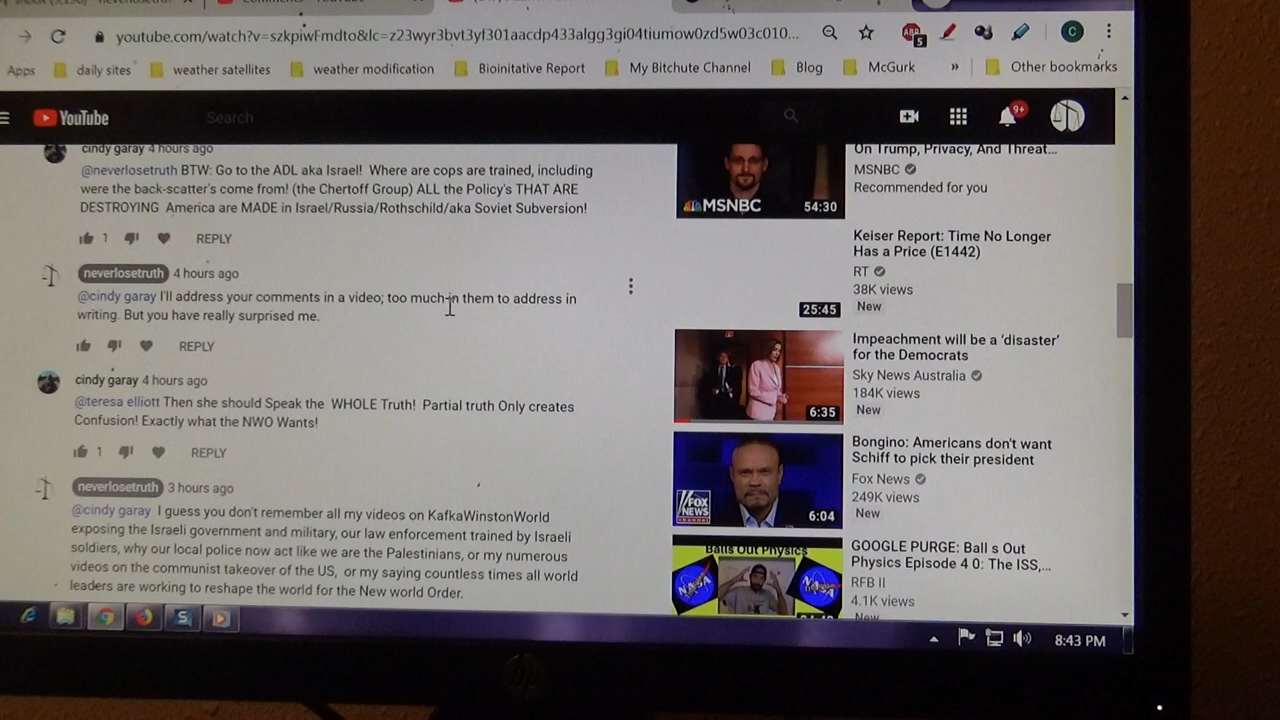 youtube.com/watch?v=szkpiwFmdto&lc=z23wyr3bvt3yf301aacdp433algg3gi04tiumow0zd5w03c010...
ABP
5
C
Apps daily sites weather satellites weather modification Bioinitative Report My Bitchute Channel Blog McGurk » Other bookmarks
YouTube
Search
9+
cindy garay 4 hours ago
@neverlosetruth BTW: Go to the ADL aka Israel! Where are cops are trained, including
were the back-scatter's come from! (the Chertoff Group) ALL the Policy's THAT ARE
DESTROYING America are MADE in Israel/Russia/Rothschild/aka Soviet Subversion!
1 REPLY
neverlosetruth 4 hours ago
@cindy garay I'll address your comments in a video; too much in them to address in
writing. But you have really surprised me.
REPLY
cindy garay 4 hours ago
@teresa elliott Then she should Speak the WHOLE Truth! Partial truth Only creates
Confusion! Exactly what the NWO Wants!
1 REPLY
neverlosetruth 3 hours ago
@cindy garay I guess you don't remember all my videos on KafkaWinstonWorld
exposing the Israeli government and military, our law enforcement trained by Israeli
soldiers, why our local police now act like we are the Palestinians, or my numerous
videos on the communist takeover of the US, or my saying countless times all world
leaders are working to reshape the world for the New world Order.
MSNBC
54:30
On Trump, Privacy, And Threat...
MSNBC
Recommended for you
25:45
Keiser Report: Time No Longer
Has a Price (E1442)
RT
38K views
New
6:35
Impeachment will be a 'disaster'
for the Democrats
Sky News Australia
184K views
New
FOX
NEWS
channel
6:04
Bongino: Americans don't want
Schiff to pick their president
Fox News
249K views
New
Balls Out Physics
NASA
NASA
GOOGLE PURGE: Ball s Out
Physics Episode 4 0: The ISS,...
RFB II
4.1K views
New
8:43 PM
hp